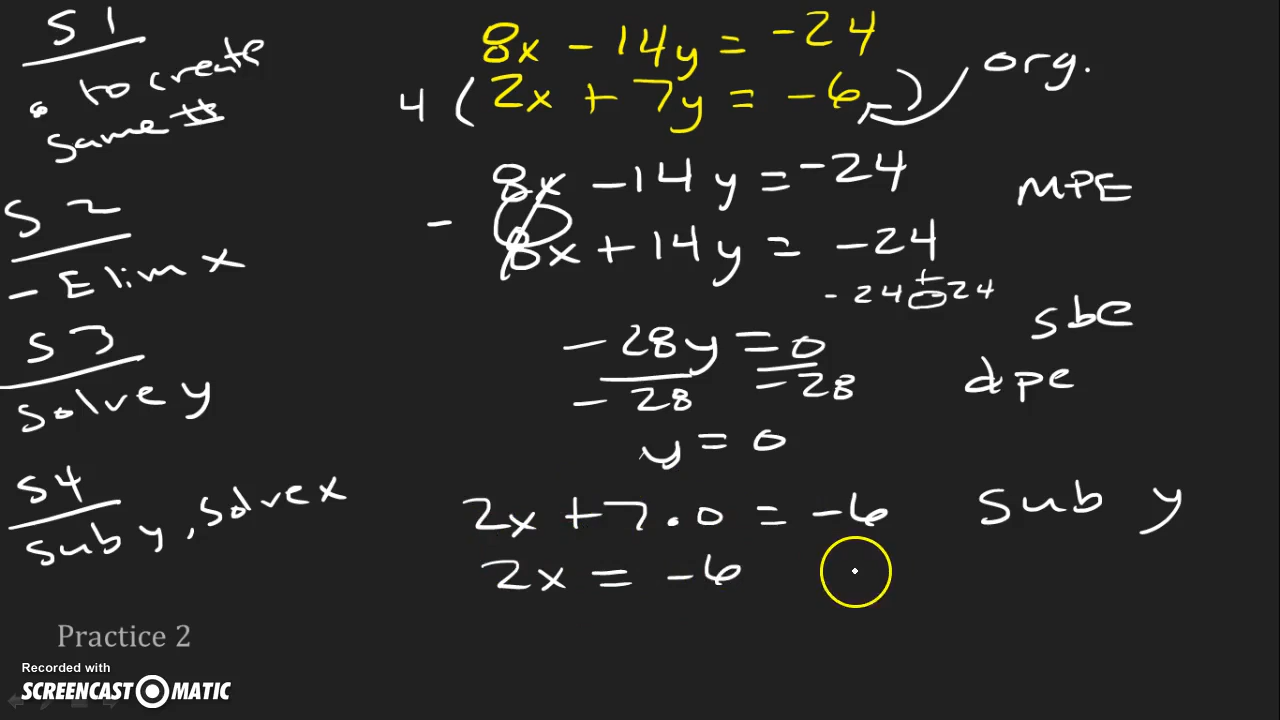 S1
• to create
same #
S2
- Elim x
S3
solve y
S4
sub y, solve x
8x - 14y = -24
4 ( 2x + 7y = -6 ) org.
8x - 14y = -24 MPE
- 8x + 14y = -24
- 24 + 24
- 28y = 0 sbe
- 28 = 28 dpe
y = 0
2x + 7 • 0 = -6 sub y
2x = -6
Practice 2
Recorded with
SCREENCAST MATIC